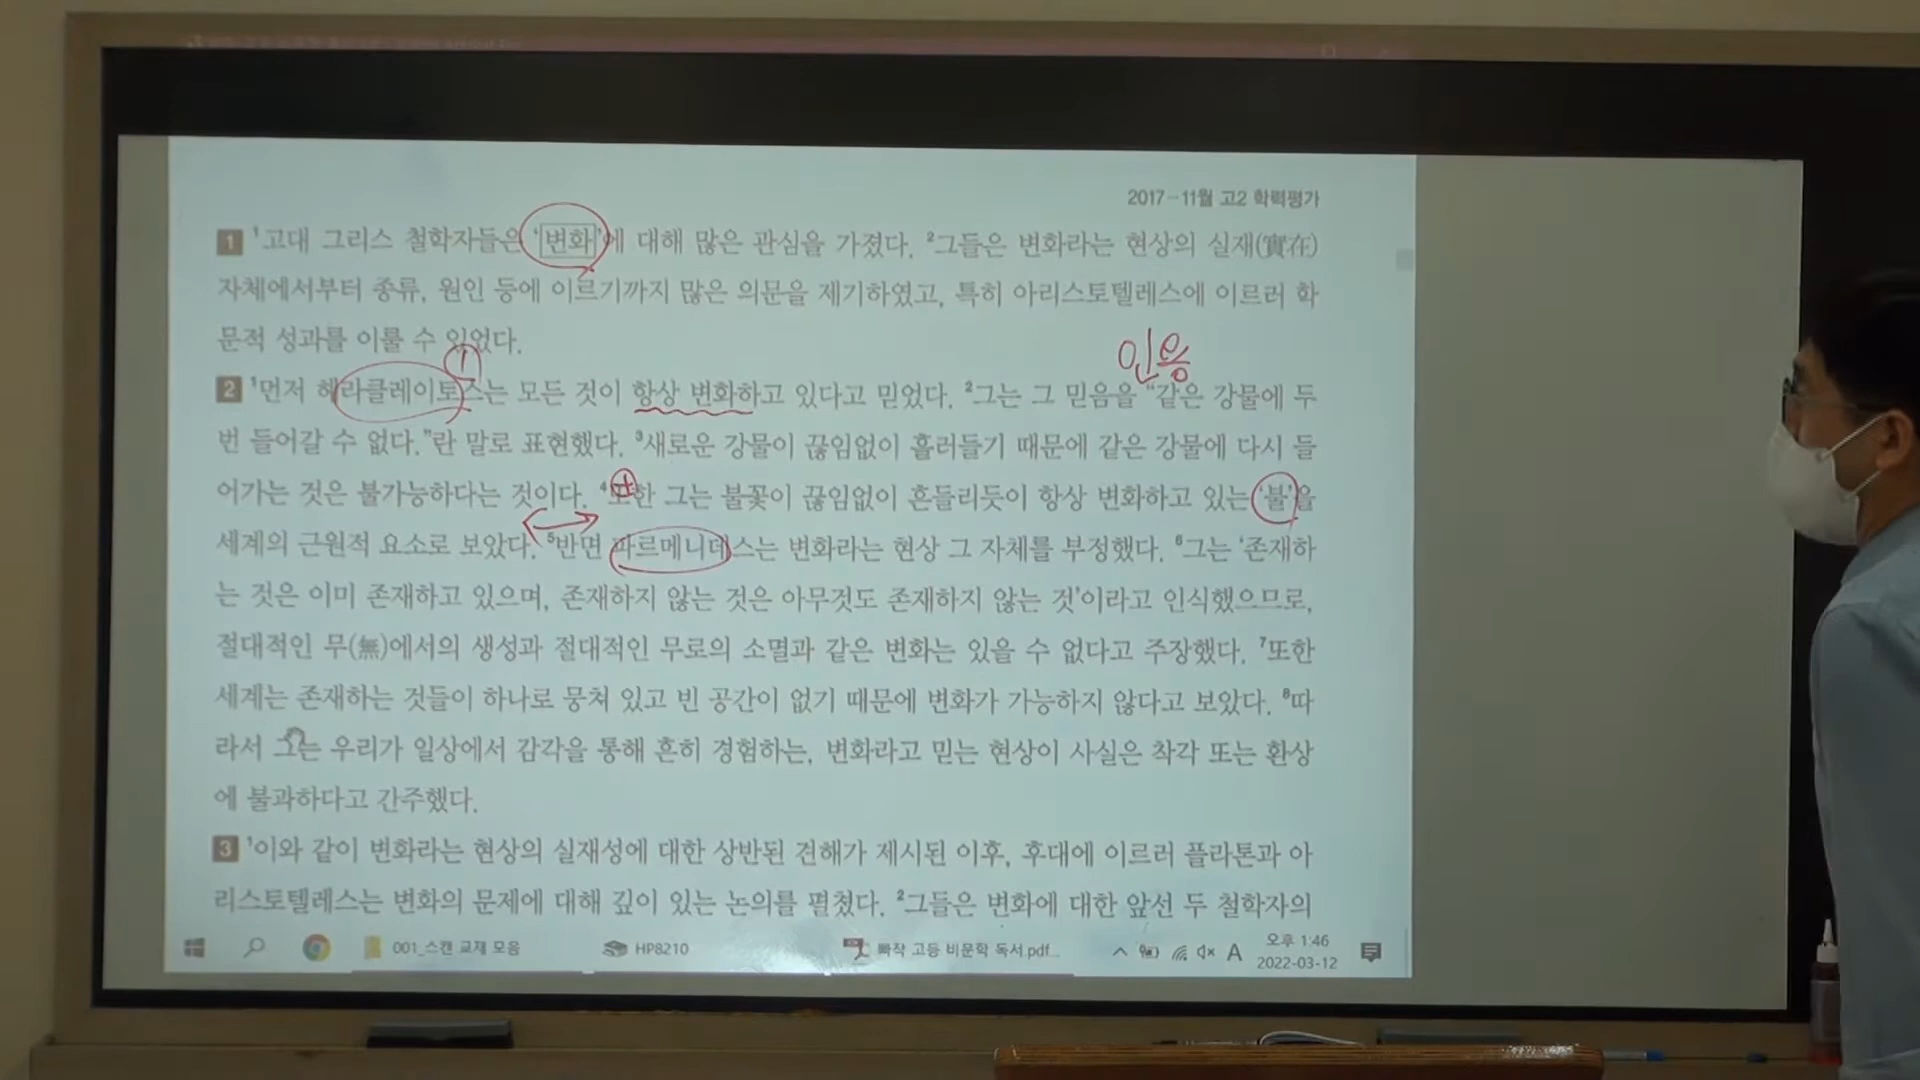 2017-11월 고2 학력평가
1 ¹고대 그리스 철학자들은 '변화'에 대해 많은 관심을 가졌다. ²그들은 변화라는 현상의 실재(實在)
자체에서부터 종류, 원인 등에 이르기까지 많은 의문을 제기하였고, 특히 아리스토텔레스에 이르러 학
문적 성과를 이룰 수 있었다.
1
인용
2 ¹먼저 헤라클레이토스는 모든 것이 항상 변화하고 있다고 믿었다. ²그는 그 믿음을 “같은 강물에 두
번 들어갈 수 없다.”란 말로 표현했다. ³새로운 강물이 끊임없이 흘러들기 때문에 같은 강물에 다시 들
어가는 것은 불가능하다는 것이다. ⁴또한 그는 불꽃이 끊임없이 흔들리듯이 항상 변화하고 있는 '불'을
세계의 근원적 요소로 보았다. ⁵반면 파르메니데스는 변화라는 현상 그 자체를 부정했다. ⁶그는 '존재하
는 것은 이미 존재하고 있으며, 존재하지 않는 것은 아무것도 존재하지 않는 것'이라고 인식했으므로,
절대적인 무(無)에서의 생성과 절대적인 무로의 소멸과 같은 변화는 있을 수 없다고 주장했다. ⁷또한
세계는 존재하는 것들이 하나로 뭉쳐 있고 빈 공간이 없기 때문에 변화가 가능하지 않다고 보았다. ⁸따
라서 그는 우리가 일상에서 감각을 통해 흔히 경험하는, 변화라고 믿는 현상이 사실은 착각 또는 환상
에 불과하다고 간주했다.
3 ¹이와 같이 변화라는 현상의 실재성에 대한 상반된 견해가 제시된 이후, 후대에 이르러 플라톤과 아
리스토텔레스는 변화의 문제에 대해 깊이 있는 논의를 펼쳤다. ²그들은 변화에 대한 앞선 두 철학자의
001_스캔 교재 모음 HP8210 빠작 고등 비문학 독서.pdf... A 오후 1:46
2022-03-12